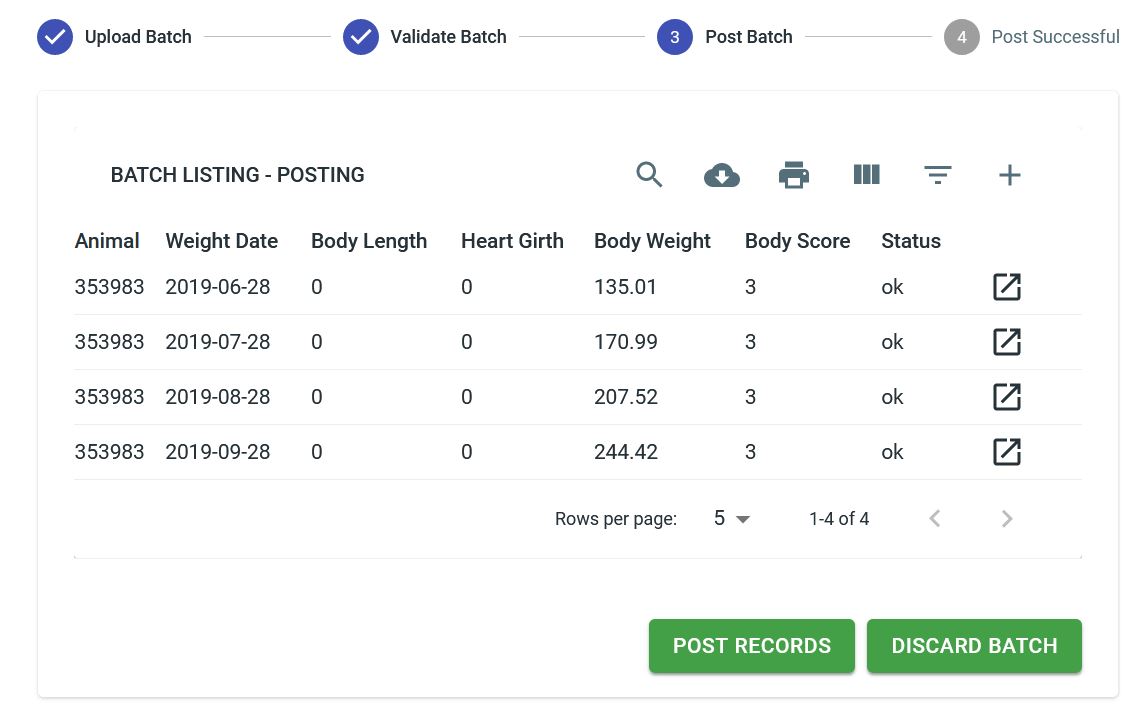 Upload Batch Validate Batch 3 Post Batch 4 Post Successful
BATCH LISTING - POSTING
Animal Weight Date Body Length Heart Girth Body Weight Body Score Status
353983 2019-06-28 0 0 135.01 3 ok
353983 2019-07-28 0 0 170.99 3 ok
353983 2019-08-28 0 0 207.52 3 ok
353983 2019-09-28 0 0 244.42 3 ok
Rows per page: 5 1-4 of 4
POST RECORDS DISCARD BATCH